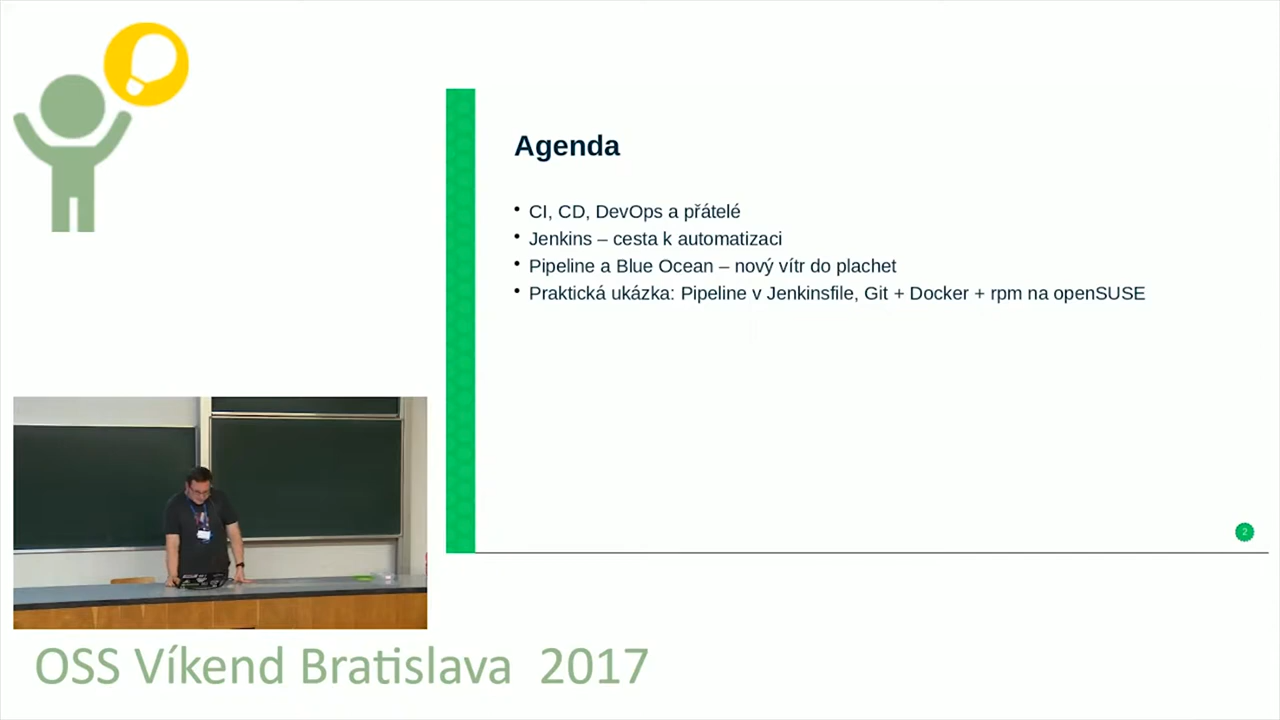 Agenda
• CI, CD, DevOps a přátelé
• Jenkins – cesta k automatizaci
• Pipeline a Blue Ocean – nový vítr do plachet
• Praktická ukázka: Pipeline v Jenkinsfile, Git + Docker + rpm na openSUSE
2
OSS Víkend Bratislava 2017